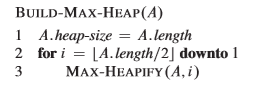 BUILD-MAX-HEAP(A)
1 A.heap-size = A.length
2 for i = ⌊A.length/2⌋ downto 1
3 MAX-HEAPIFY(A, i)